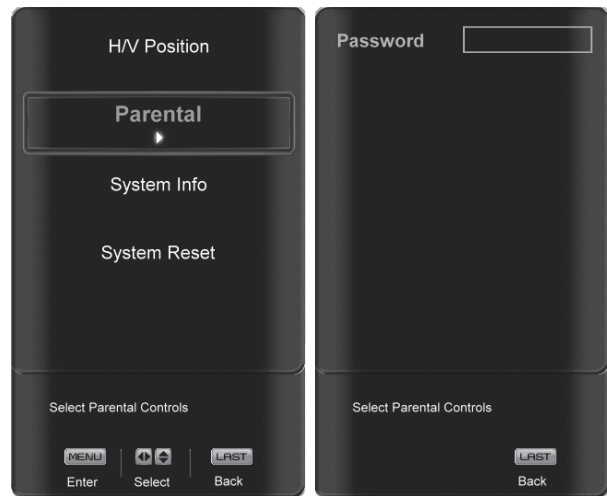 H/V Position
Parental
System Info
System Reset
Select Parental Controls
MENU LAST
Enter Select Back
Password
Select Parental Controls
LAST
Back